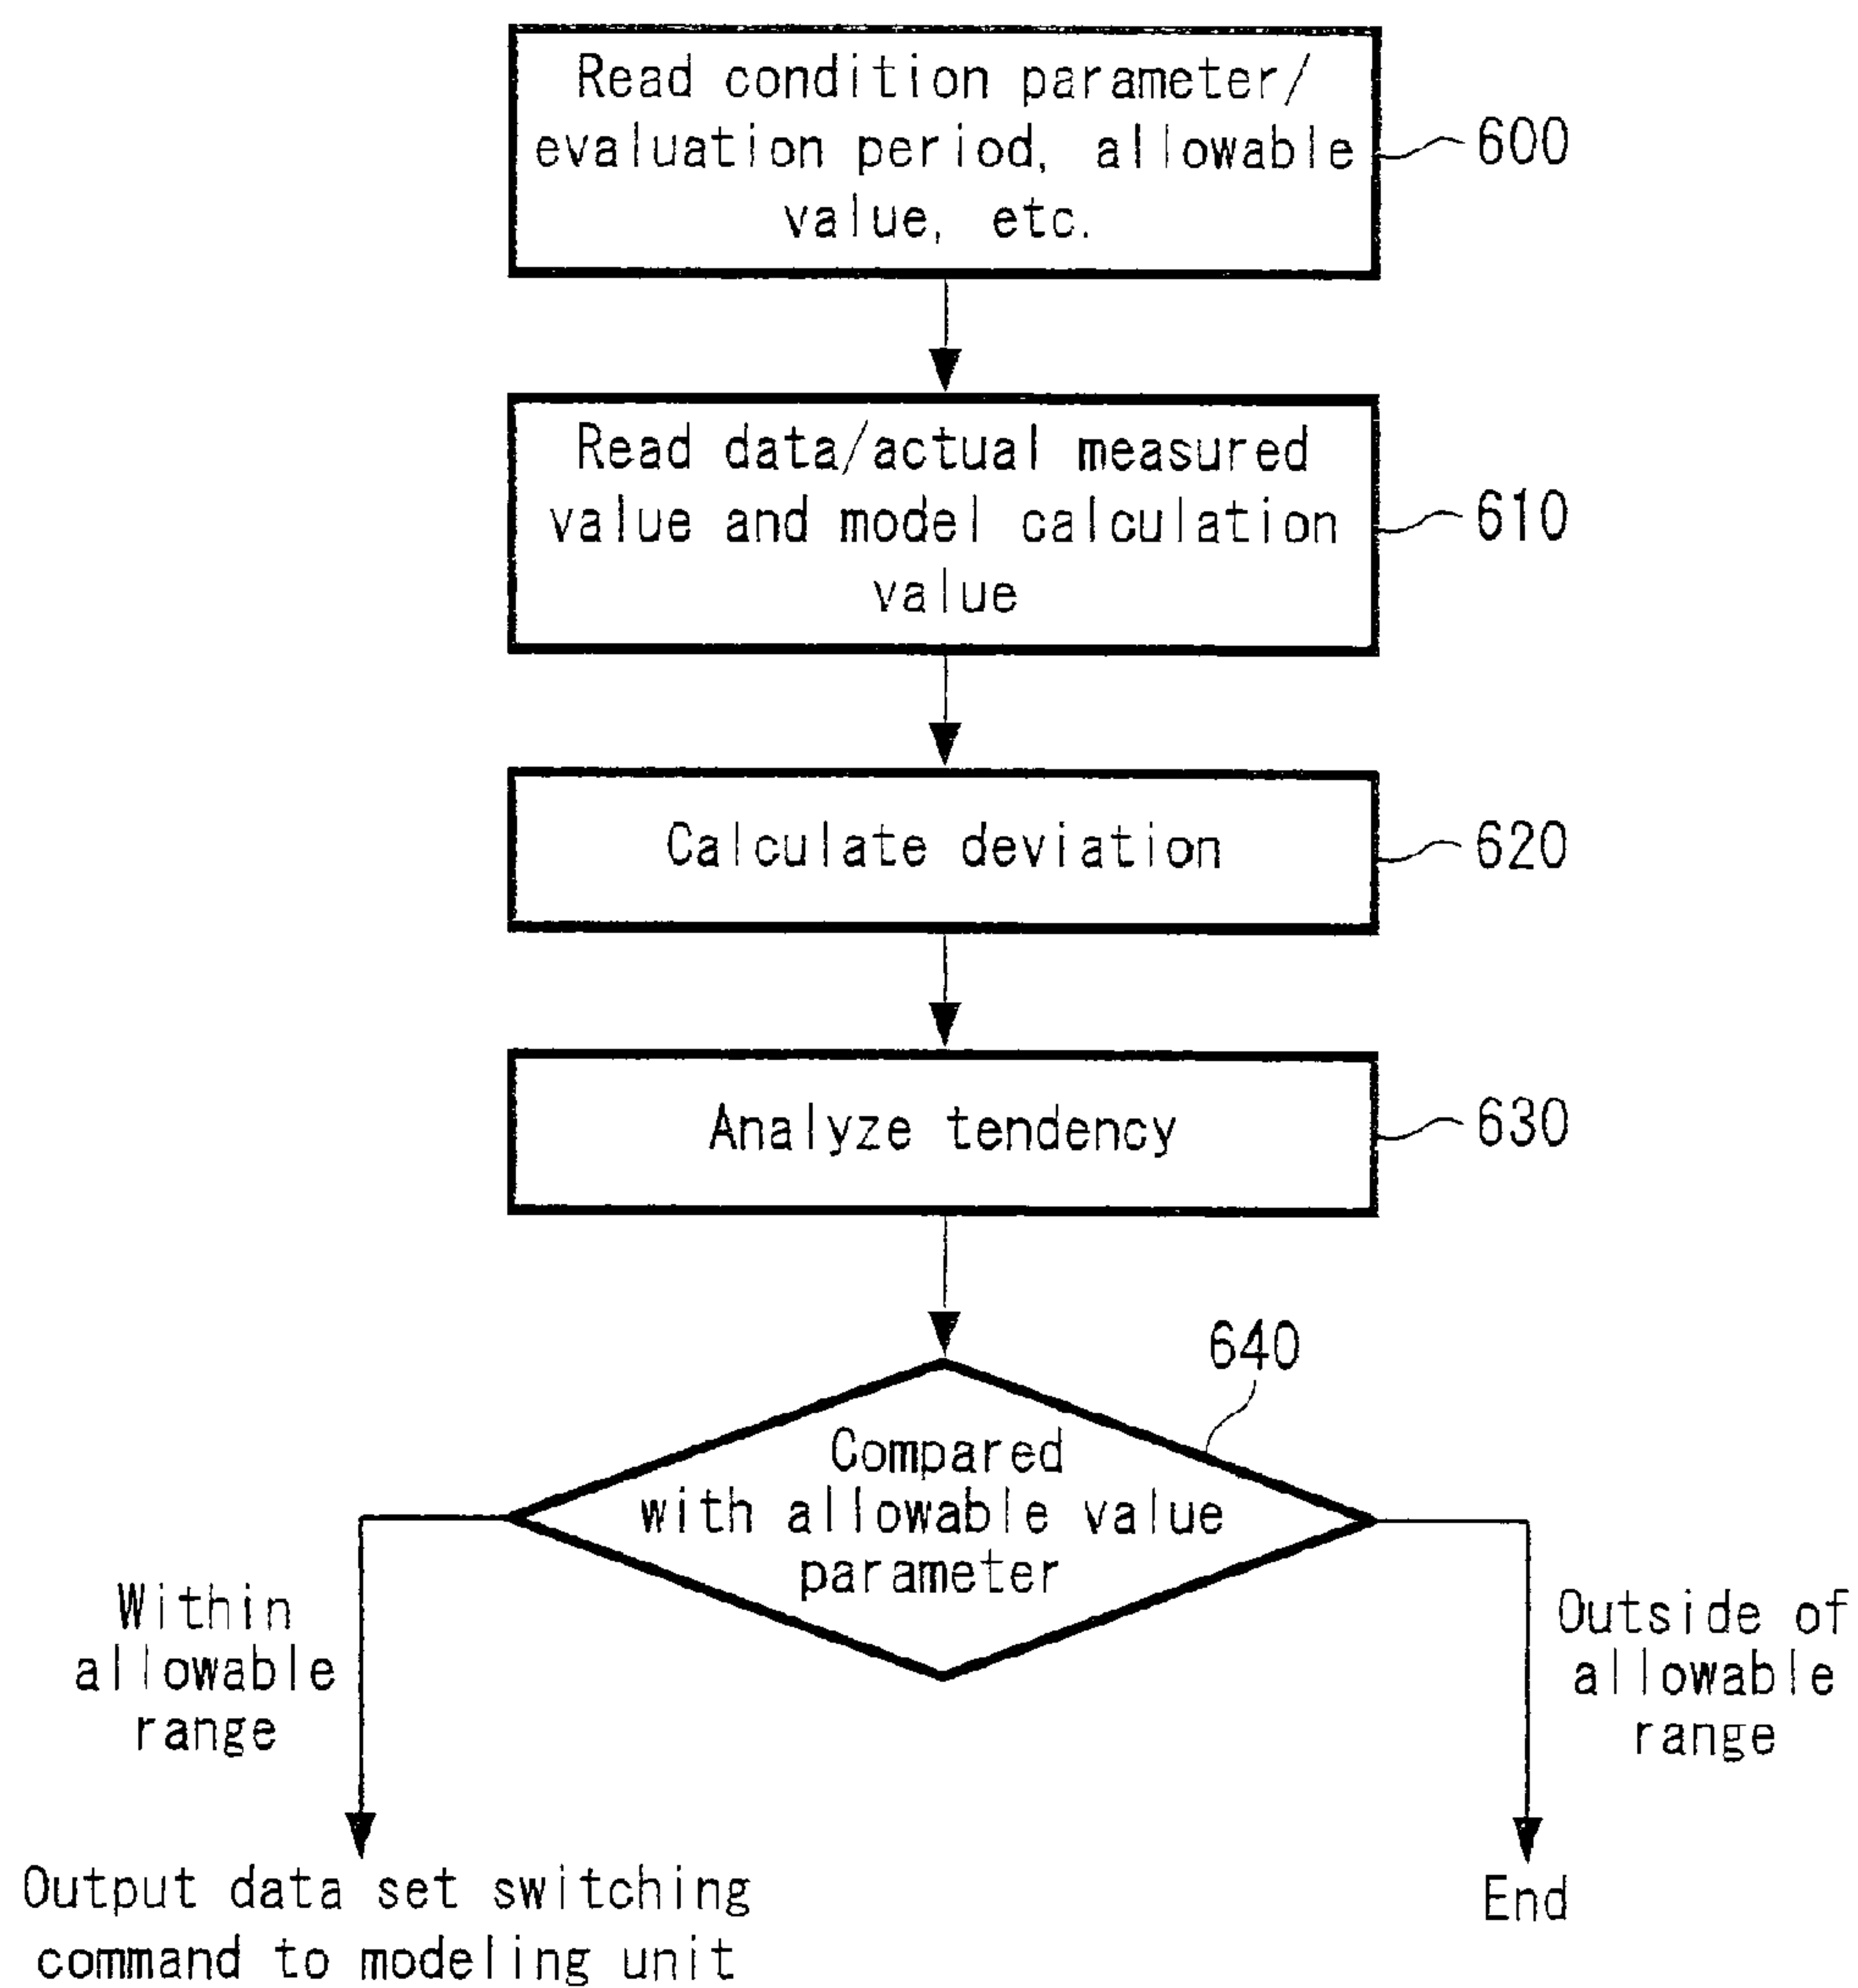 Read condition parameter/
evaluation period, allowable
value, etc.
600
Read data/actual measured
value and model calculation
value
610
Calculate deviation
620
Analyze tendency
630
640
Compared
with allowable value
parameter
Within
allowable
range
Outside of
allowable
range
Output data set switching
command to modeling unit
End